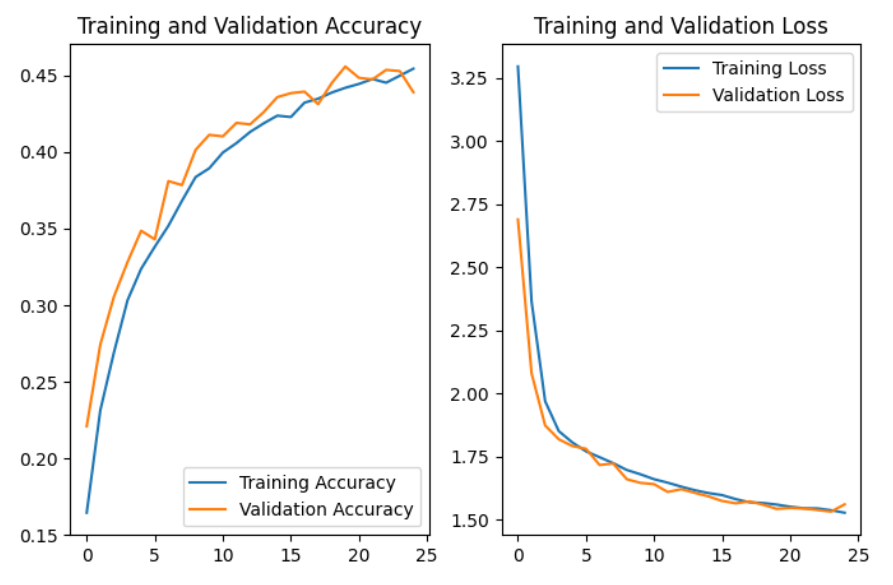 Training and Validation Accuracy
0.45
0.40
0.35
0.30
0.25
0.20
0.15
0 5 10 15 20 25
Training Accuracy
Validation Accuracy
Training and Validation Loss
3.25
3.00
2.75
2.50
2.25
2.00
1.75
1.50
0 5 10 15 20 25
Training Loss
Validation Loss